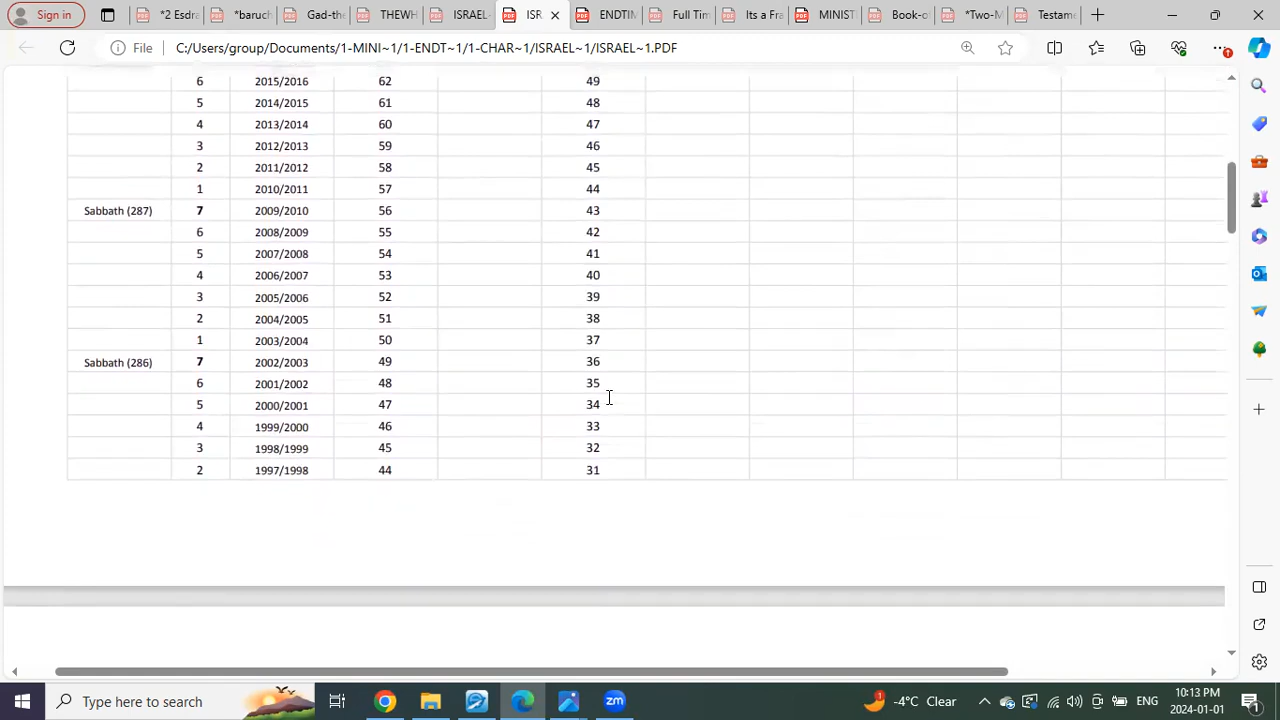 Sign in
*2 Esdra
*baruch
Gad-the
THEWH
ISRAEL-
ISR
ENDTIM
Full Tim
Its a Fra
MINIST
Book-o
*Two-M
Testame
File C:/Users/group/Documents/1-MINI~1/1-ENDT~1/1-CHAR~1/ISRAEL~1/ISRAEL~1.PDF
6 2015/2016 62 49
5 2014/2015 61 48
4 2013/2014 60 47
3 2012/2013 59 46
2 2011/2012 58 45
1 2010/2011 57 44
Sabbath (287) 7 2009/2010 56 43
6 2008/2009 55 42
5 2007/2008 54 41
4 2006/2007 53 40
3 2005/2006 52 39
2 2004/2005 51 38
1 2003/2004 50 37
Sabbath (286) 7 2002/2003 49 36
6 2001/2002 48 35
5 2000/2001 47 34
4 1999/2000 46 33
3 1998/1999 45 32
2 1997/1998 44 31
Type here to search
1
-4°C Clear
ENG
10:13 PM
2024-01-01
1